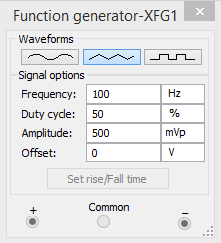 Function generator-XFG1
Waveforms
Signal options
Frequency: 100 Hz
Duty cycle: 50 %
Amplitude: 500 mVp
Offset: 0 V
Set rise/Fall time
+ Common −